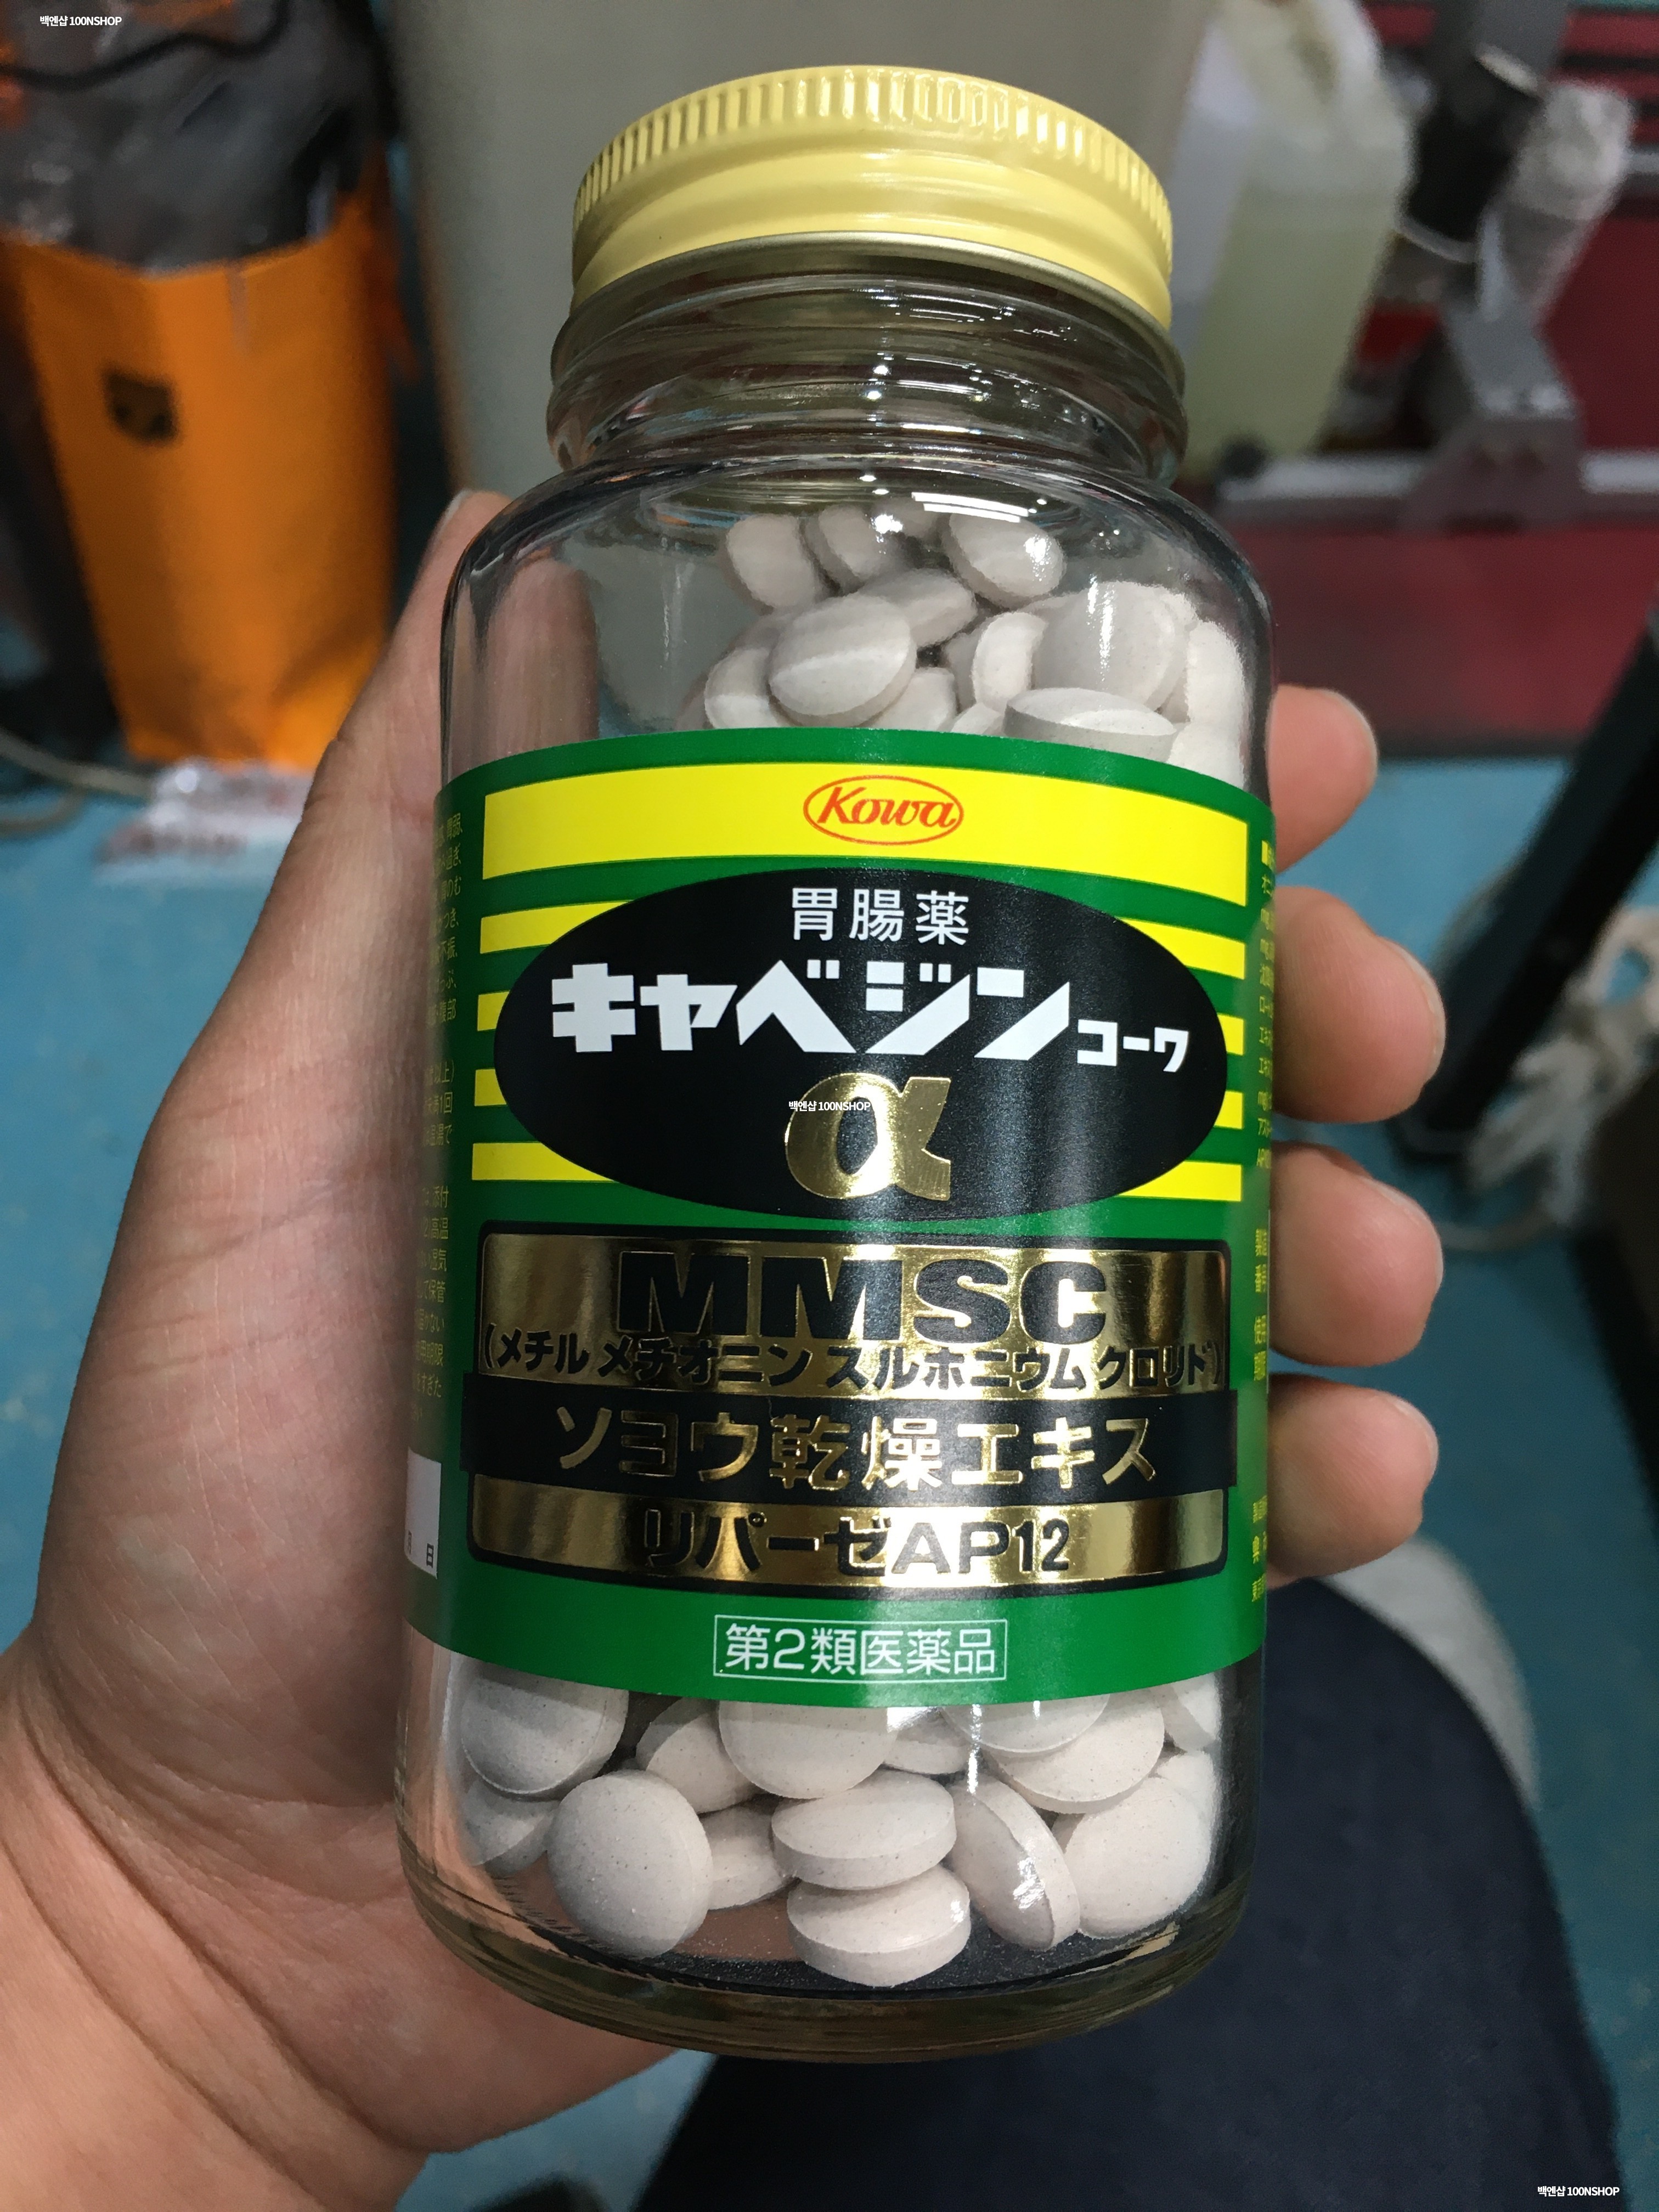 백엔샵 100NSHOP
Kowa
胃腸薬
キャベジンコーワ
α
백엔샵 100NSHOP
MMSC
(メチル メチオニン スルホニウム クロリド)
ソヨウ乾燥エキス
リパーゼAP12
第2類医薬品
日
백엔샵 100NSHOP